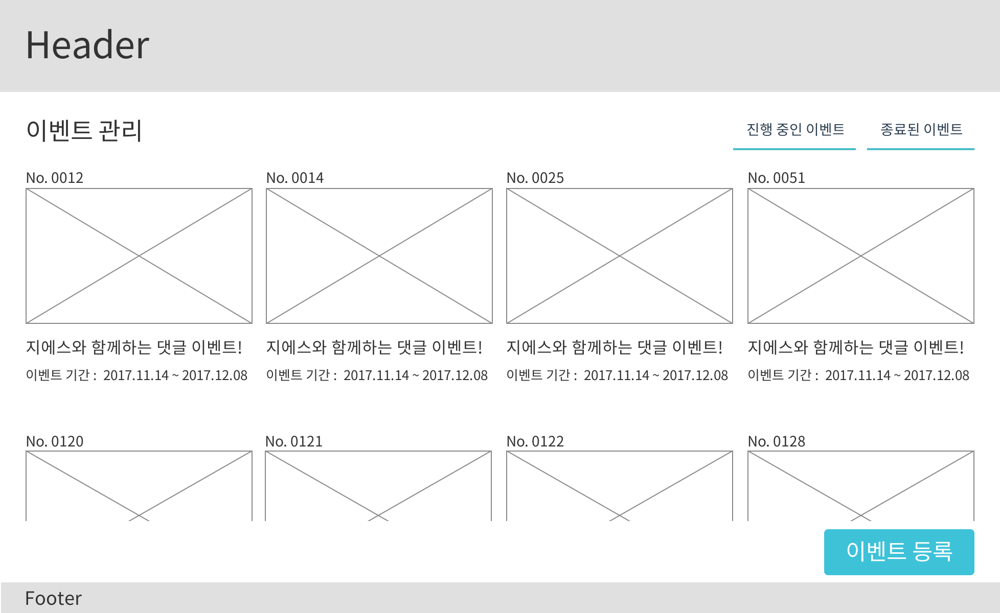 Header
이벤트 관리
진행 중인 이벤트
종료된 이벤트
No. 0012
No. 0014
No. 0025
No. 0051
지에스와 함께하는 댓글 이벤트!
지에스와 함께하는 댓글 이벤트!
지에스와 함께하는 댓글 이벤트!
지에스와 함께하는 댓글 이벤트!
이벤트 기간 : 2017.11.14 ~ 2017.12.08
이벤트 기간 : 2017.11.14 ~ 2017.12.08
이벤트 기간 : 2017.11.14 ~ 2017.12.08
이벤트 기간 : 2017.11.14 ~ 2017.12.08
No. 0120
No. 0121
No. 0122
No. 0128
이벤트 등록
Footer